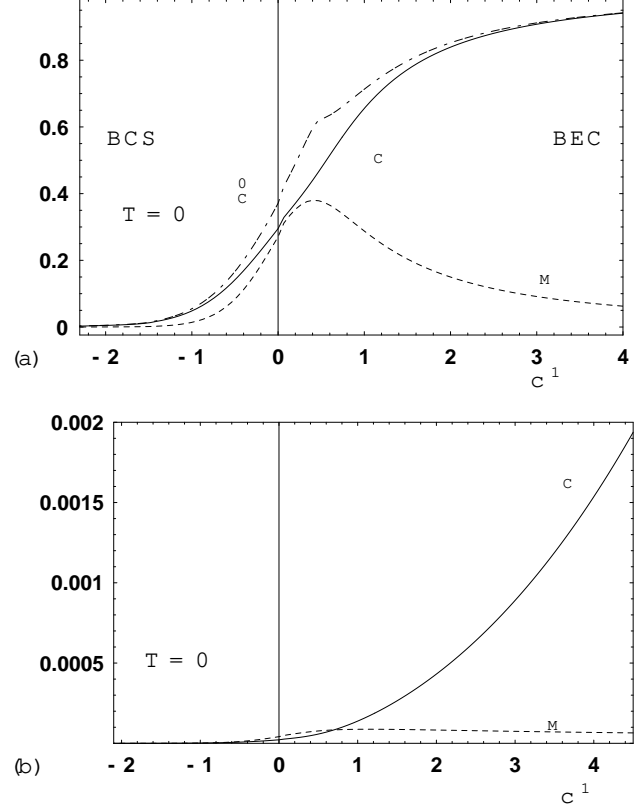 0.8
0.6
BCS
BEC
C
0
C
0.4
T = 0
0.2
M
0
(a)
- 2 - 1 0 1 2 3 4
c 1
0.002
C
0.0015
0.001
0.0005
T = 0
M
(b)
- 2 - 1 0 1 2 3 4
c 1